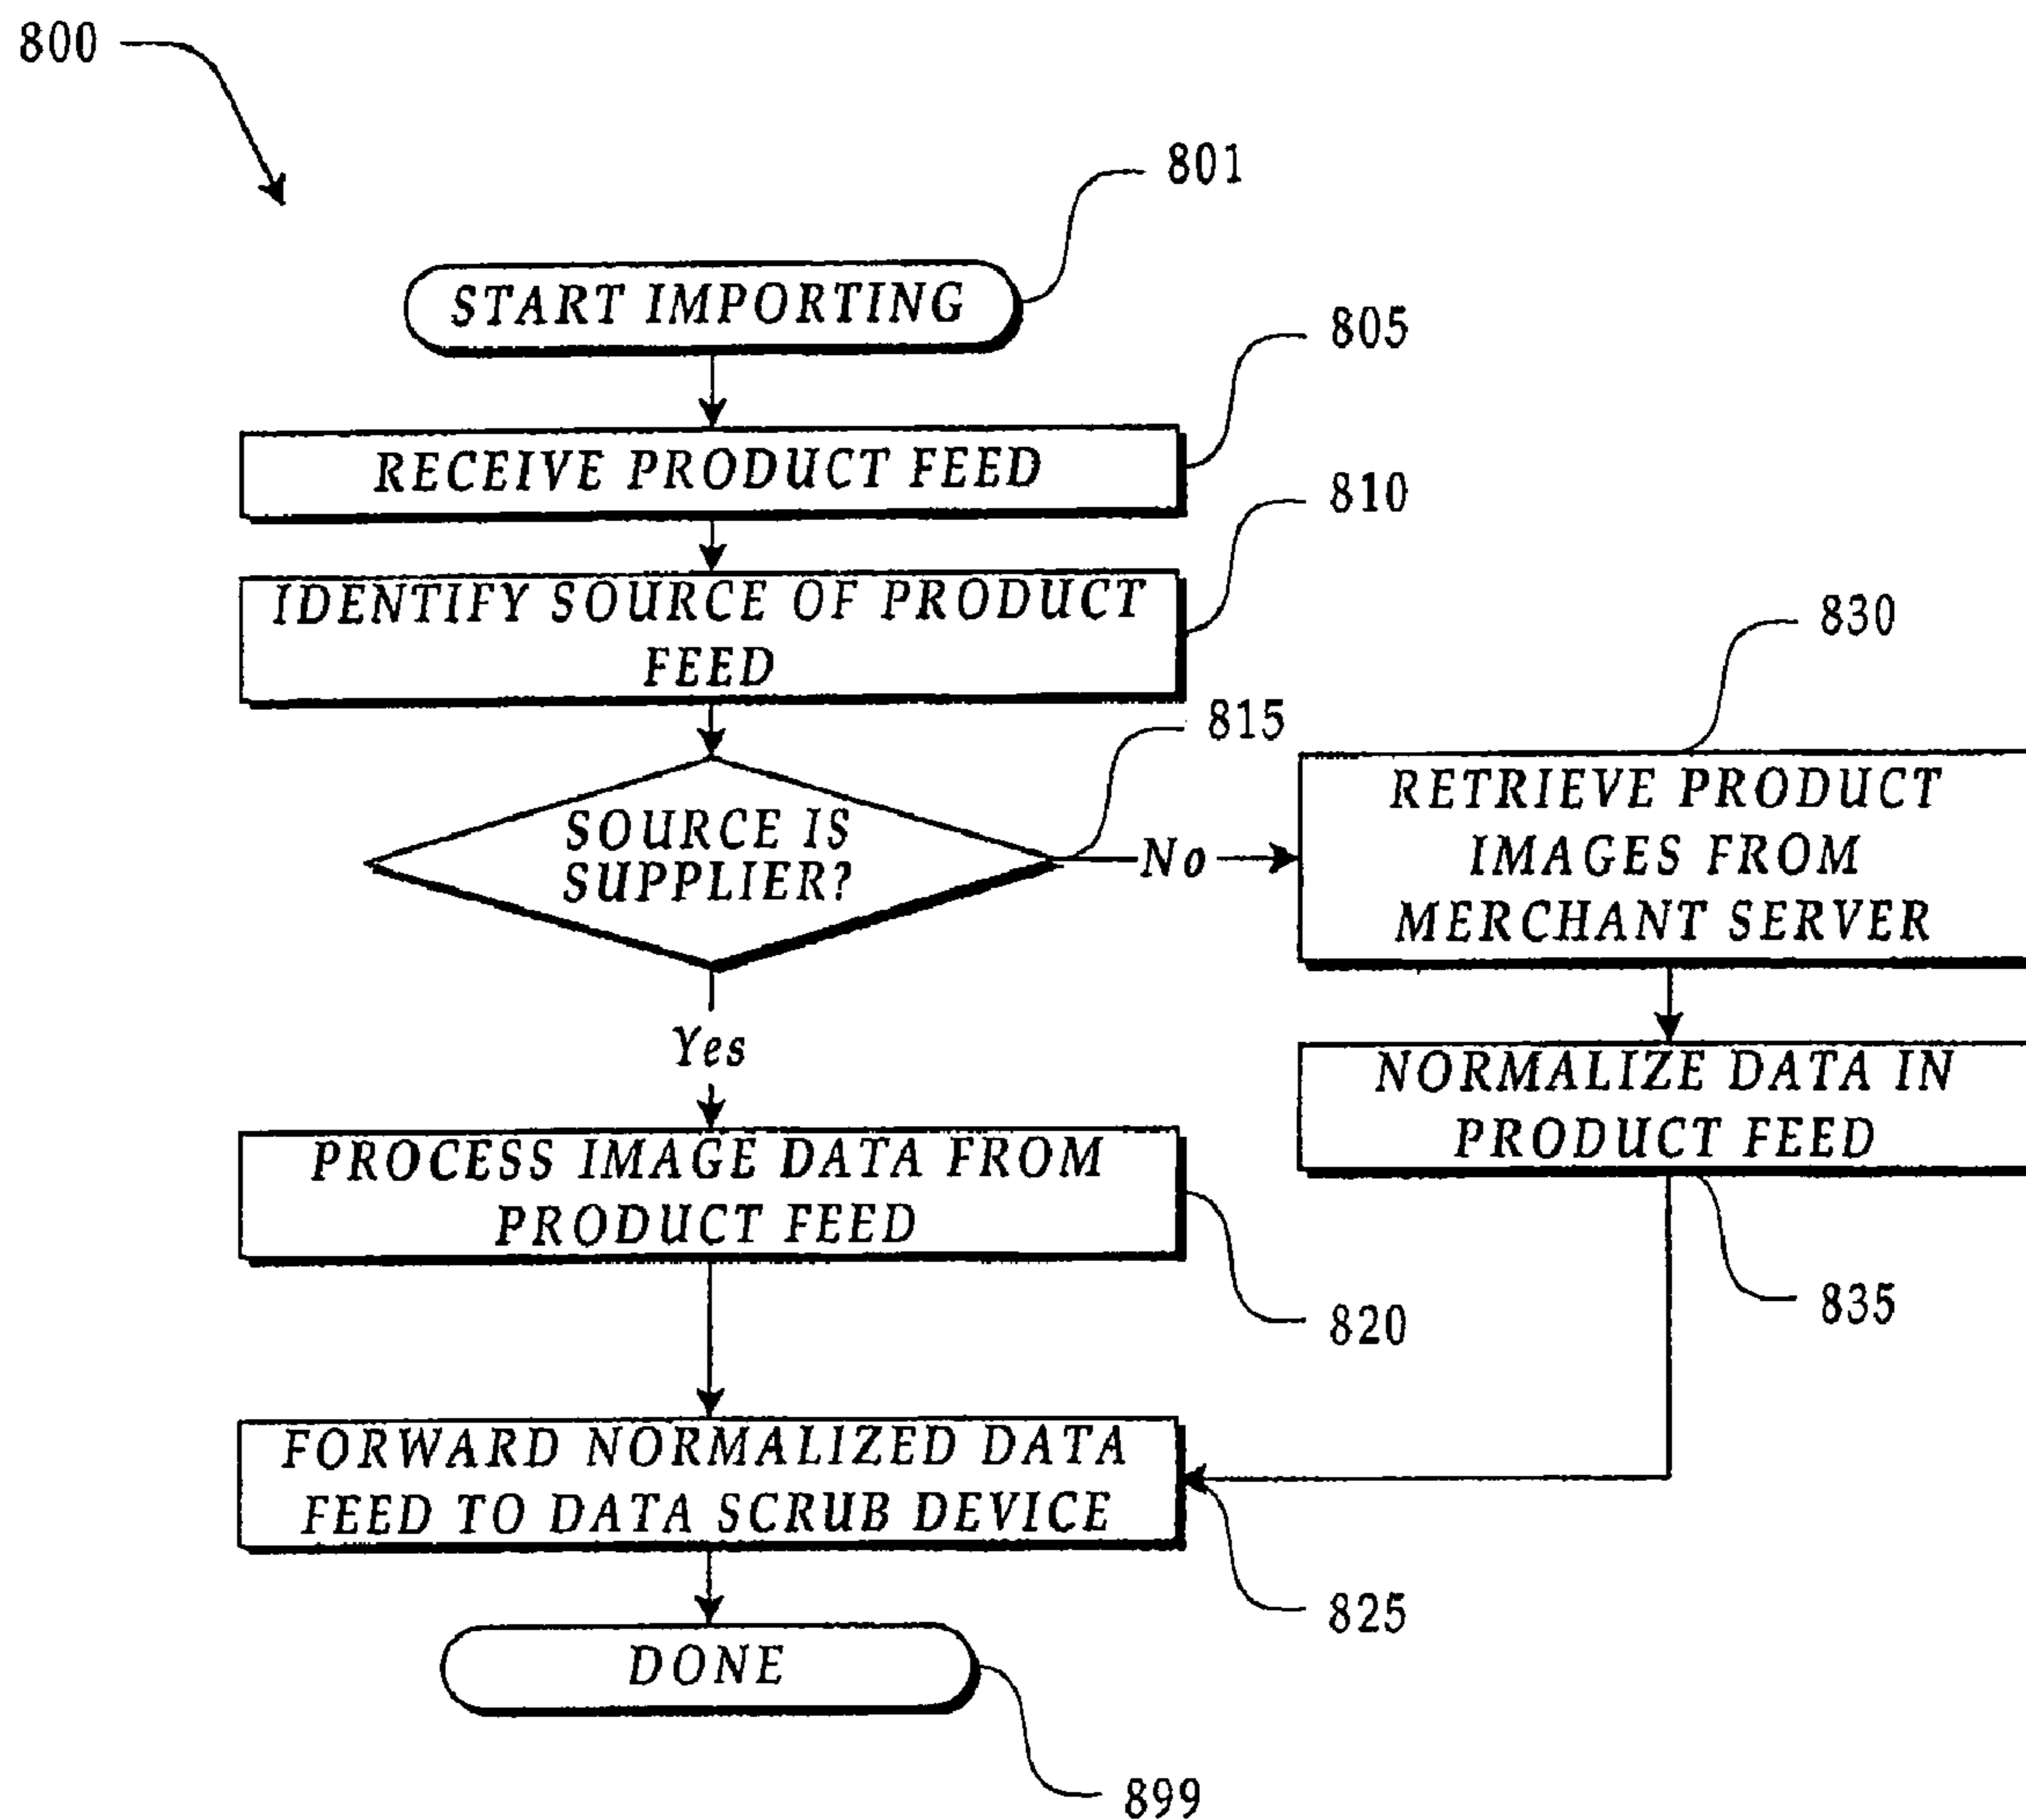 800
801
START IMPORTING
805
RECEIVE PRODUCT FEED
810
IDENTIFY SOURCE OF PRODUCT
FEED
815
SOURCE IS
SUPPLIER?
No
830
RETRIEVE PRODUCT
IMAGES FROM
MERCHANT SERVER
NORMALIZE DATA IN
PRODUCT FEED
835
Yes
PROCESS IMAGE DATA FROM
PRODUCT FEED
820
FORWARD NORMALIZED DATA
FEED TO DATA SCRUB DEVICE
825
DONE
899